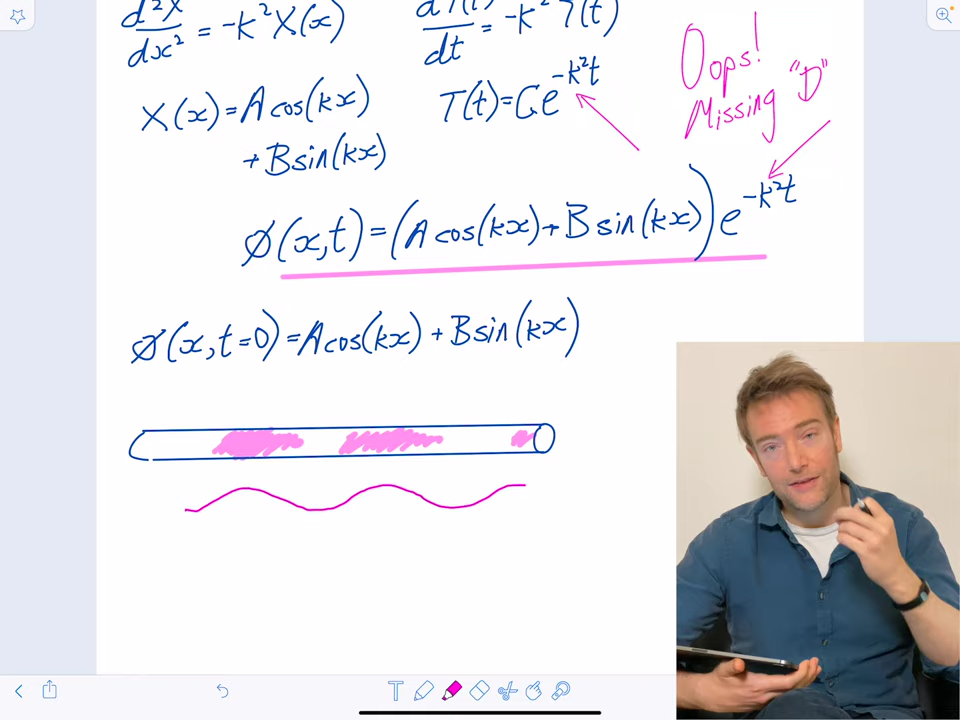 d²X/dx² = -k²X(x)
dT(t)/dt = -k²T(t)
Oops!
Missing "D"
X(x) = A cos(kx)
+ B sin(kx)
T(t) = Ce^{-k²t}
ø(x,t) = (A cos(kx) + B sin(kx)) e^{-k²t}
ø(x, t=0) = A cos(kx) + B sin(kx)
T